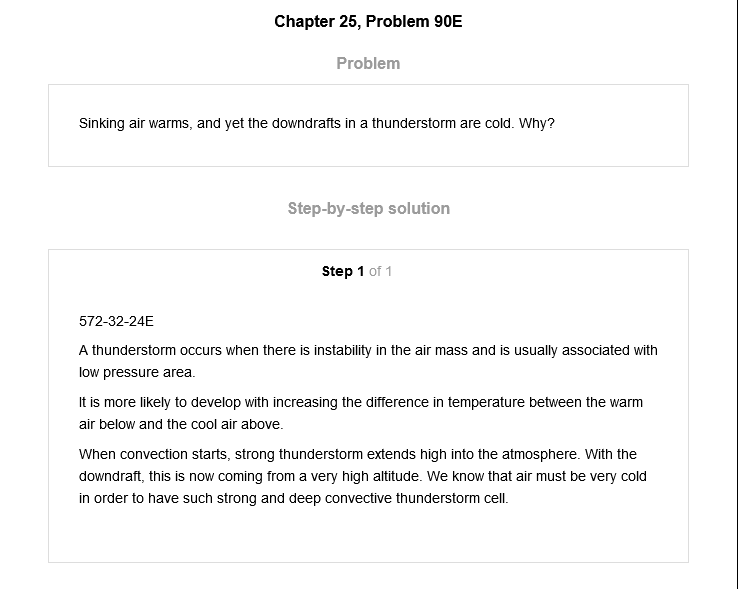 Chapter 25, Problem 90E
Problem
Sinking air warms, and yet the downdrafts in a thunderstorm are cold. Why?
Step-by-step solution
Step 1 of 1
572-32-24E
A thunderstorm occurs when there is instability in the air mass and is usually associated with
low pressure area.
It is more likely to develop with increasing the difference in temperature between the warm
air below and the cool air above.
When convection starts, strong thunderstorm extends high into the atmosphere. With the
downdraft, this is now coming from a very high altitude. We know that air must be very cold
in order to have such strong and deep convective thunderstorm cell.